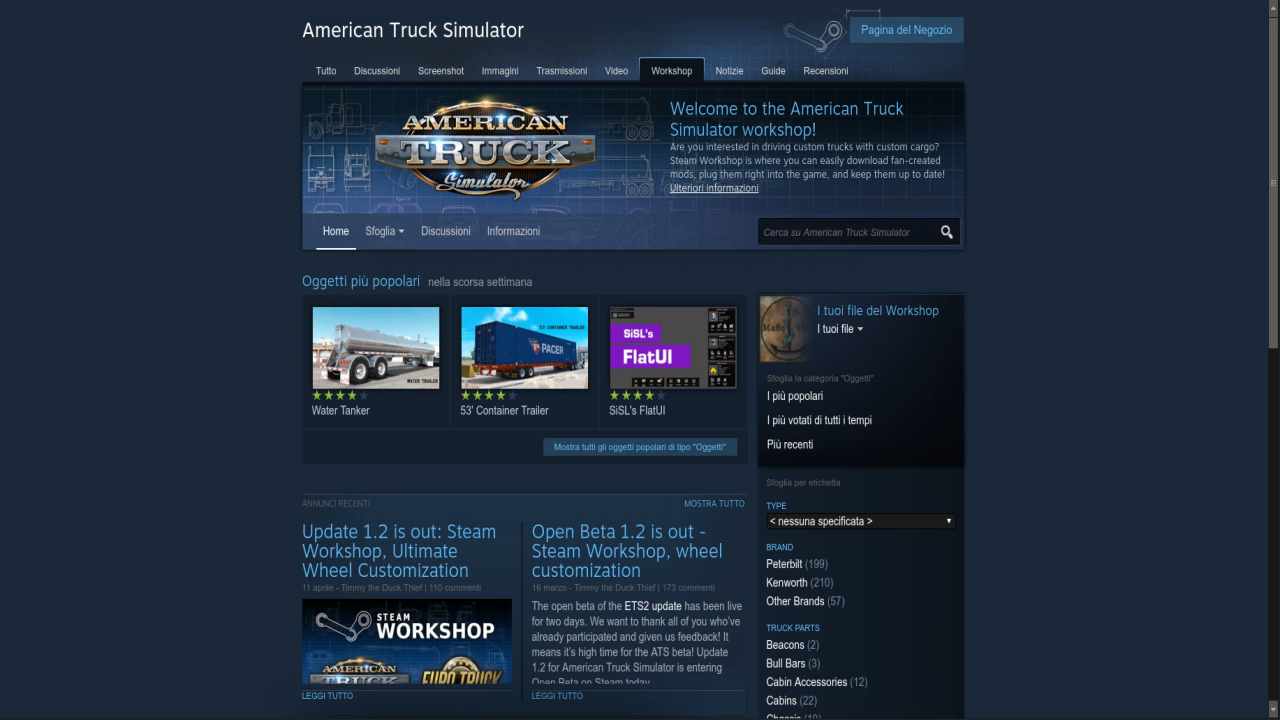 American Truck Simulator
Pagina del Negozio
Tutto Discussioni Screenshot Immagini Trasmissioni Video Workshop Notizie Guide Recensioni
AMERICAN
TRUCK
Simulator
Welcome to the American Truck
Simulator workshop!
Are you interested in driving custom trucks with custom cargo?
Steam Workshop is where you can easily download fan-created
mods, plug them right into the game, and keep them up to date!
Ulteriori informazioni
Home Sfoglia Discussioni Informazioni
Cerca su American Truck Simulator
Oggetti più popolari nella scorsa settimana
WATER TRAILER
53' CONTAINER TRAILER
PACER
SiSL's
FlatUI
Water Tanker
53' Container Trailer
SiSL's FlatUI
Mostra tutti gli oggetti popolari di tipo "Oggetti"
ANNUNCI RECENTI
MOSTRA TUTTO
Update 1.2 is out: Steam
Workshop, Ultimate
Wheel Customization
11 aprile - Timmy the Duck Thief | 110 commenti
STEAM
WORKSHOP
AMERICAN
EURO TRUCK
LEGGI TUTTO
Open Beta 1.2 is out -
Steam Workshop, wheel
customization
16 marzo - Timmy the Duck Thief | 173 commenti
The open beta of the ETS2 update has been live
for two days. We want to thank all of you who've
already participated and given us feedback! It
means it's high time for the ATS beta! Update
1.2 for American Truck Simulator is entering
Open Beta on Steam today.
LEGGI TUTTO
I tuoi file del Workshop
I tuoi file
Sfoglia la categoria "Oggetti"
I più popolari
I più votati di tutti i tempi
Più recenti
Sfoglia per etichetta
TYPE
< nessuna specificata >
BRAND
Peterbilt (199)
Kenworth (210)
Other Brands (57)
TRUCK PARTS
Beacons (2)
Bull Bars (3)
Cabin Accessories (12)
Cabins (22)
Chassis (10)